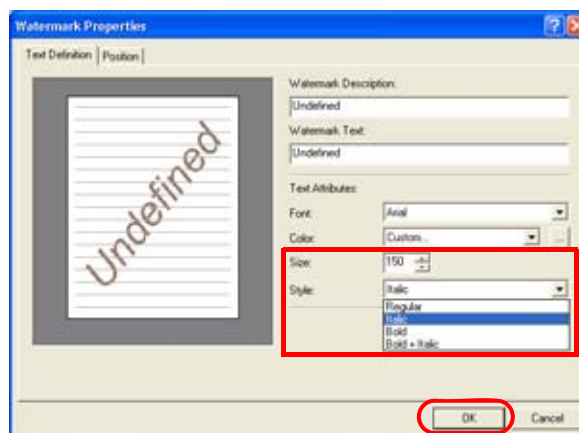 Watermark Properties
Text Definition
Position
Undefined
Watermark Description:
Undefined
Watermark Text:
Undefined
Text Attributes:
Font: Arial
Color: Custom... ...
Size: 150
Style: Italic
Regular
Italic
Bold
Bold + Italic
OK Cancel